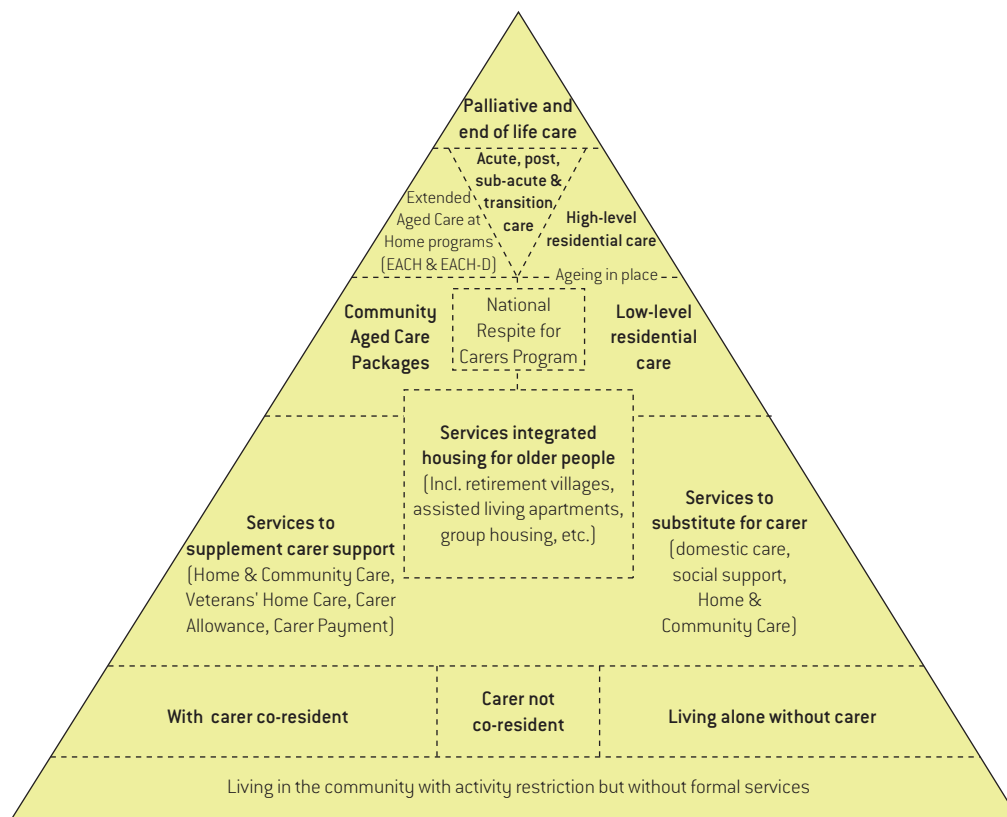 Palliative and
end of life care
Acute, post,
sub-acute &
transition
care
Extended
Aged Care at
Home programs
(EACH & EACH-D)
High-level
residential care
Ageing in place
Community
Aged Care
Packages
National
Respite for
Carers Program
Low-level
residential
care
Services integrated
housing for older people
(Incl. retirement villages,
assisted living apartments,
group housing, etc.)
Services to
supplement carer support
(Home & Community Care,
Veterans' Home Care, Carer
Allowance, Carer Payment)
Services to
substitute for carer
(domestic care,
social support,
Home &
Community Care)
With carer co-resident
Carer not
co-resident
Living alone without carer
Living in the community with activity restriction but without formal services